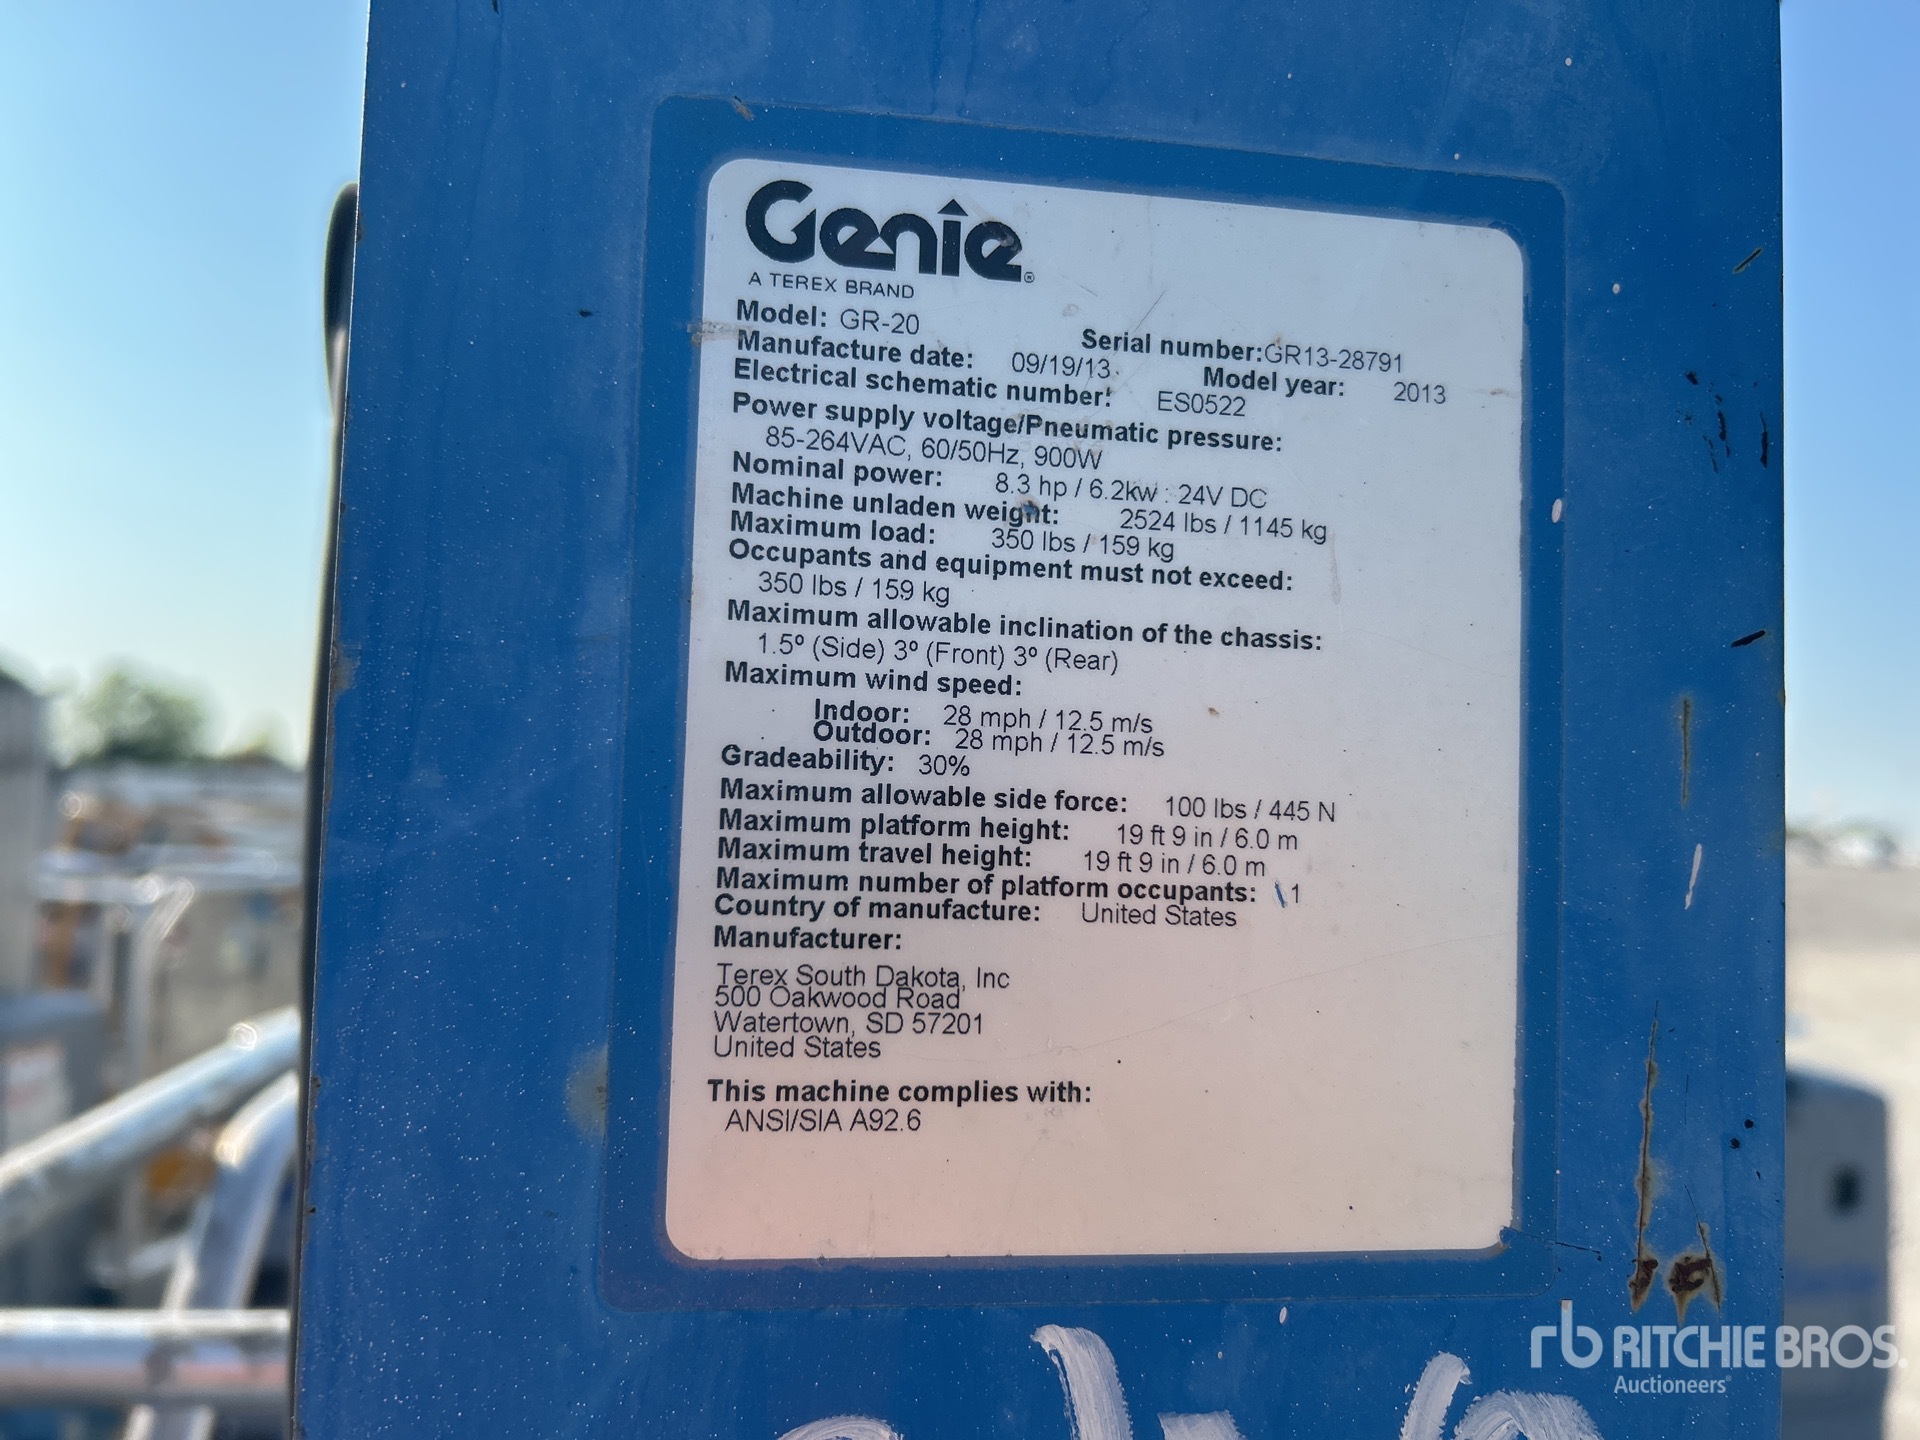 Genie®
A TEREX BRAND
Model: GR-20 Serial number:GR13-28791
Manufacture date: 09/19/13 Model year: 2013
Electrical schematic number: ES0522
Power supply voltage/Pneumatic pressure:
85-264VAC, 60/50Hz, 900W
Nominal power: 8.3 hp / 6.2kw : 24V DC
Machine unladen weight: 2524 lbs / 1145 kg
Maximum load: 350 lbs / 159 kg
Occupants and equipment must not exceed:
350 lbs / 159 kg
Maximum allowable inclination of the chassis:
1.5º (Side) 3º (Front) 3º (Rear)
Maximum wind speed:
Indoor: 28 mph / 12.5 m/s
Outdoor: 28 mph / 12.5 m/s
Gradeability: 30%
Maximum allowable side force: 100 lbs / 445 N
Maximum platform height: 19 ft 9 in / 6.0 m
Maximum travel height: 19 ft 9 in / 6.0 m
Maximum number of platform occupants: 1
Country of manufacture: United States
Manufacturer:
Terex South Dakota, Inc
500 Oakwood Road
Watertown, SD 57201
United States
This machine complies with:
ANSI/SIA A92.6
rb RITCHIE BROS.
Auctioneers